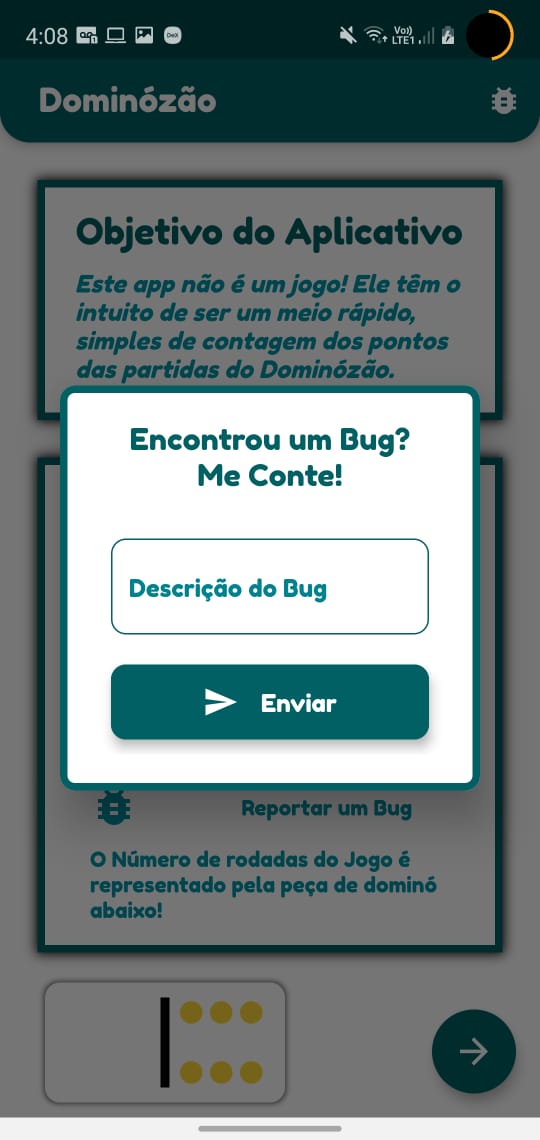 4:08
Vo))
LTE1
Dominózão
Objetivo do Aplicativo
Este app não é um jogo! Ele têm o
intuito de ser um meio rápido,
simples de contagem dos pontos
das partidas do Dominózão.
Encontrou um Bug?
Me Conte!
Descrição do Bug
Enviar
Reportar um Bug
O Número de rodadas do Jogo é
representado pela peça de dominó
abaixo!